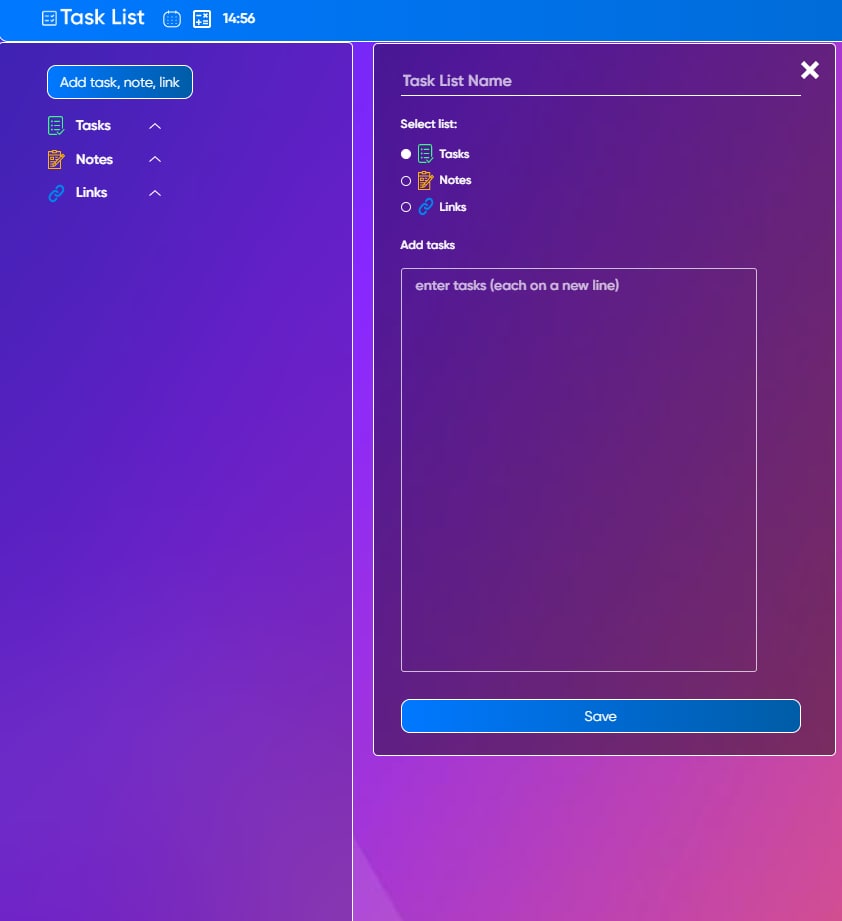 Task List 14:56
Add task, note, link
Tasks
Notes
Links
Task List Name
Select list:
Tasks
Notes
Links
Add tasks
enter tasks (each on a new line)
Save